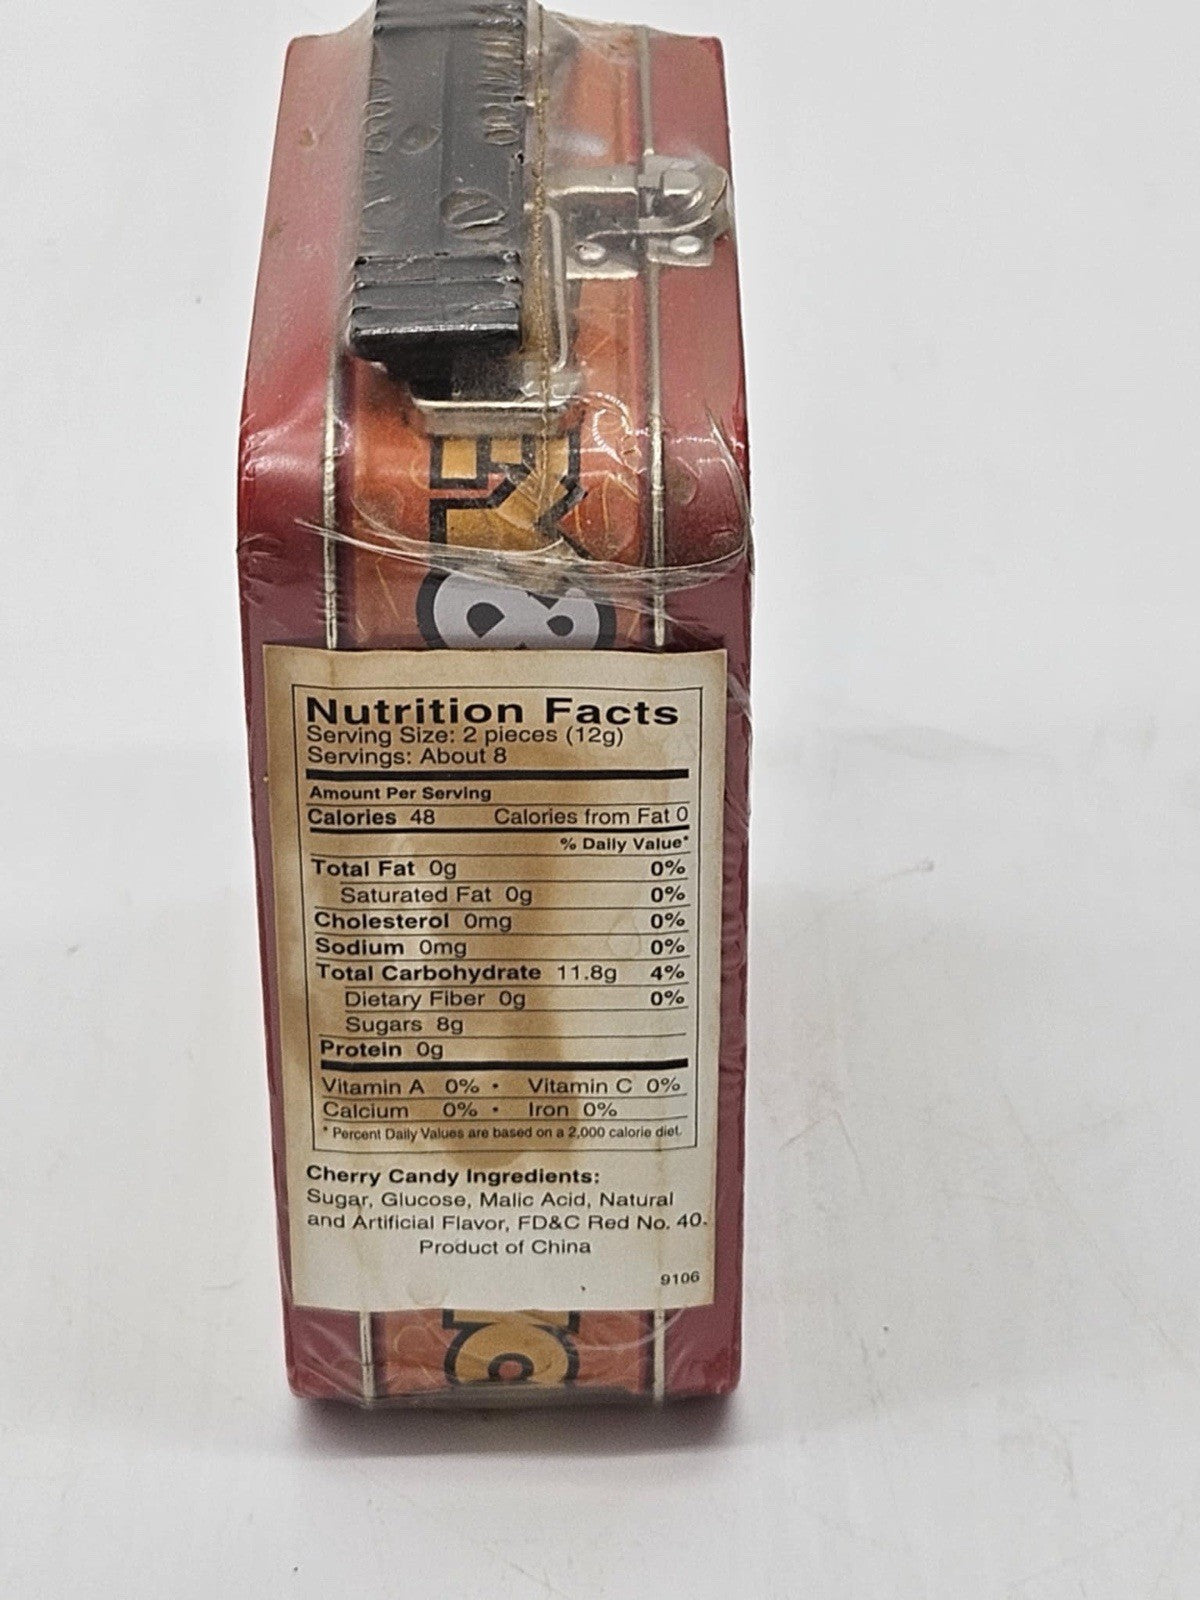 R
&
Nutrition Facts
Serving Size: 2 pieces (12g)
Servings: About 8
Amount Per Serving
Calories 48 Calories from Fat 0
% Daily Value*
Total Fat 0g 0%
Saturated Fat 0g 0%
Cholesterol 0mg 0%
Sodium 0mg 0%
Total Carbohydrate 11.8g 4%
Dietary Fiber 0g 0%
Sugars 8g
Protein 0g
Vitamin A 0% • Vitamin C 0%
Calcium 0% • Iron 0%
* Percent Daily Values are based on a 2,000 calorie diet.
Cherry Candy Ingredients:
Sugar, Glucose, Malic Acid, Natural
and Artificial Flavor, FD&C Red No. 40.
Product of China
9106